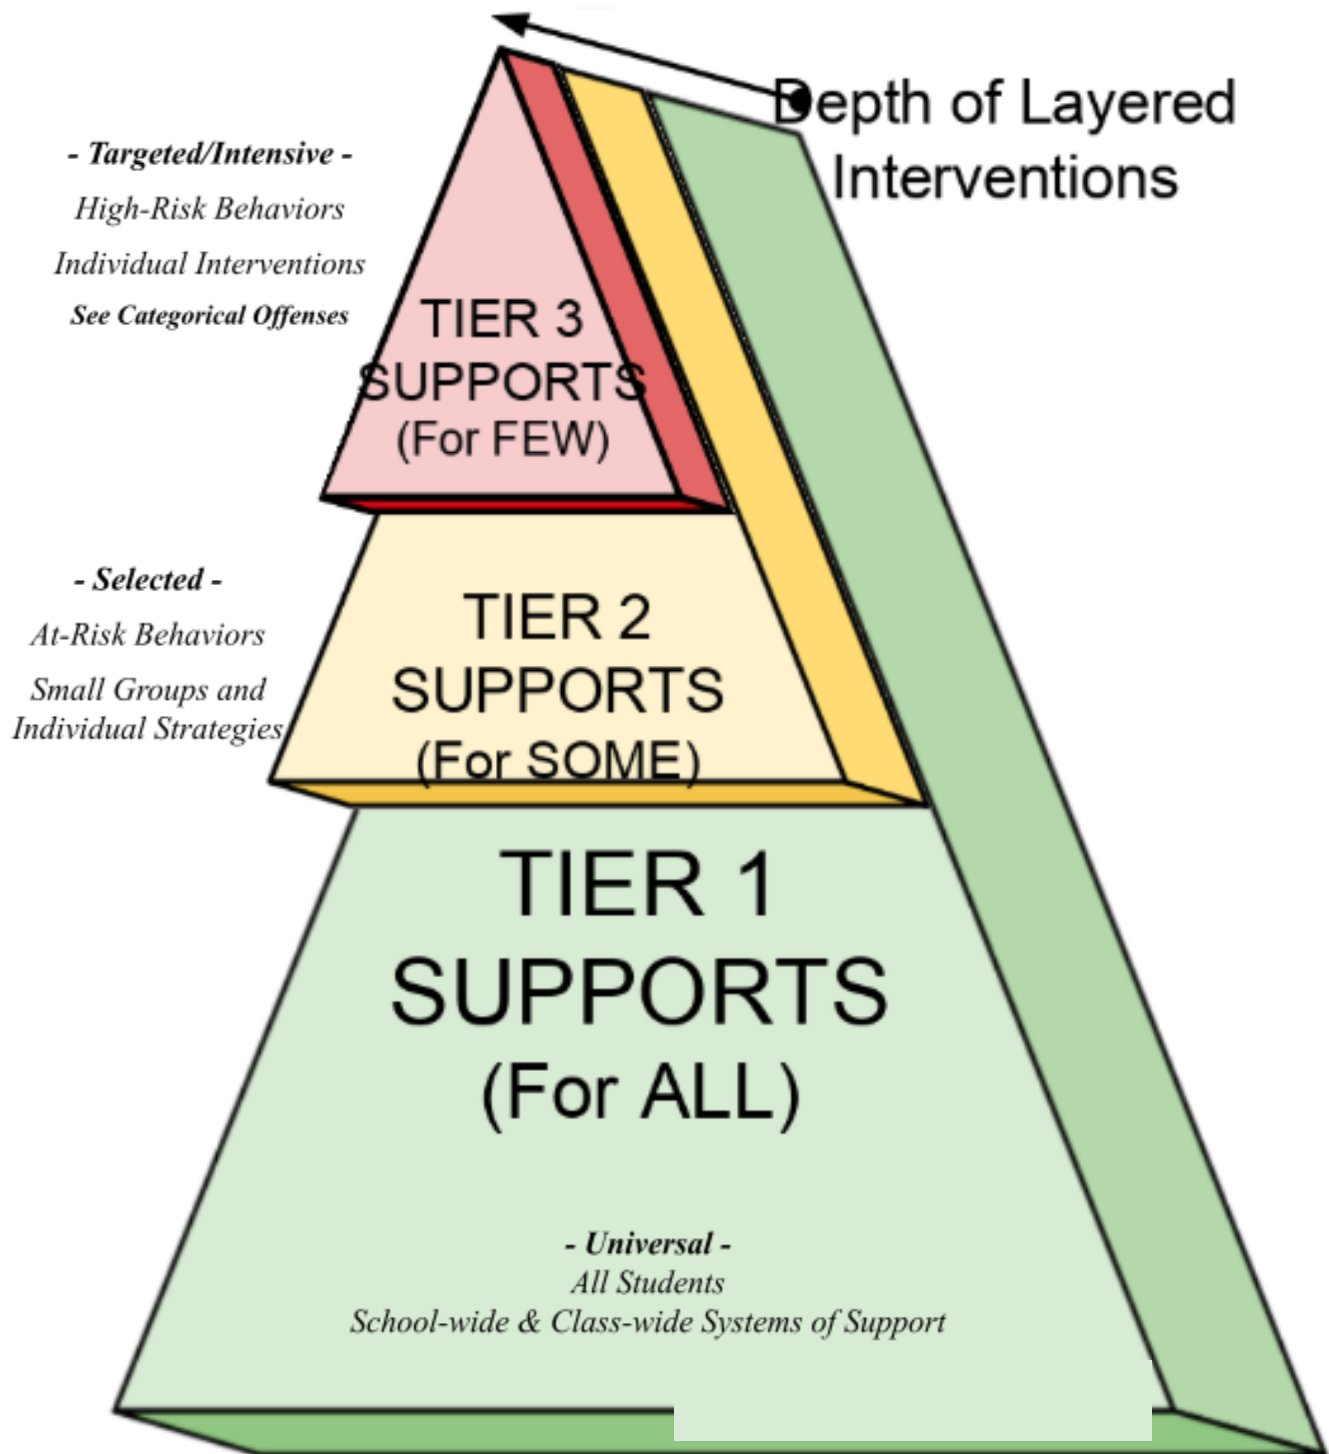 Depth of Layered
Interventions
- Targeted/Intensive -
High-Risk Behaviors
Individual Interventions
See Categorical Offenses
TIER 3
SUPPORTS
(For FEW)
- Selected -
At-Risk Behaviors
Small Groups and
Individual Strategies
TIER 2
SUPPORTS
(For SOME)
TIER 1
SUPPORTS
(For ALL)
- Universal -
All Students
School-wide & Class-wide Systems of Support